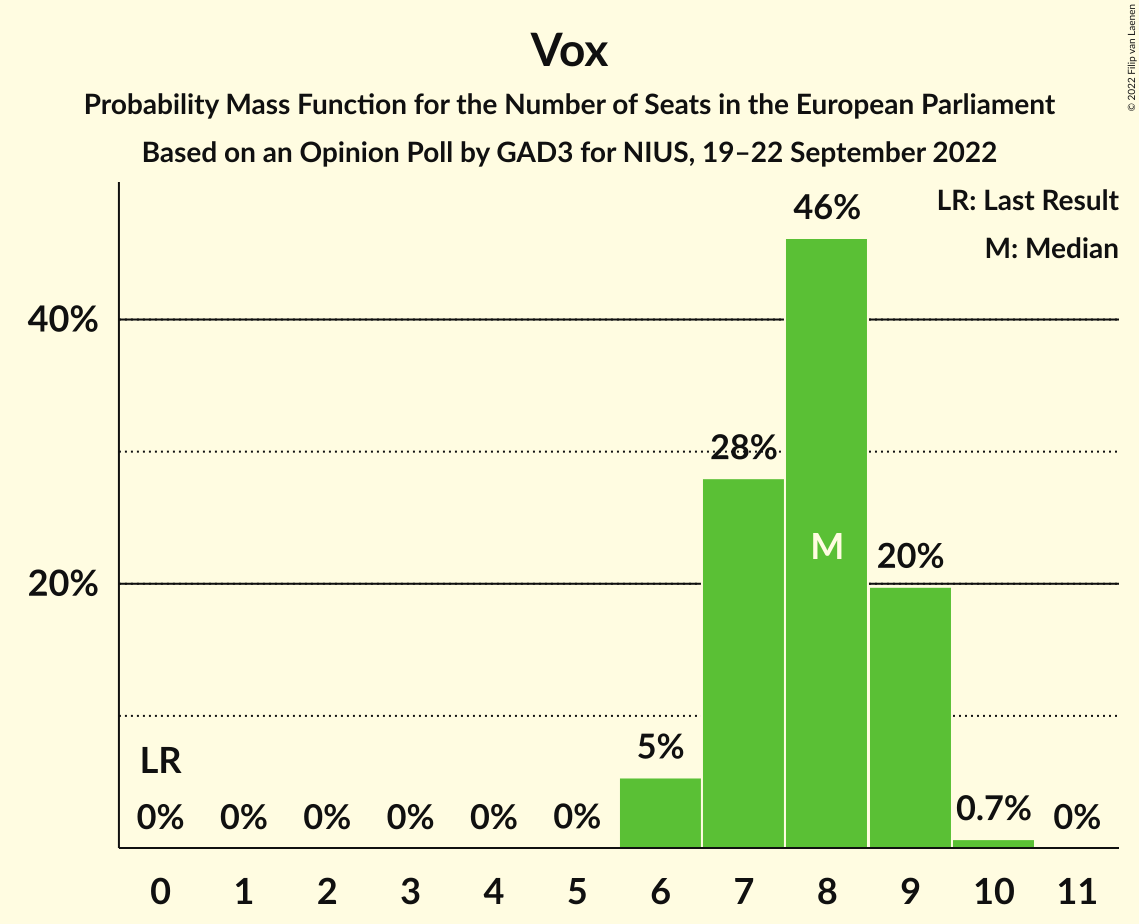 Vox
Probability Mass Function for the Number of Seats in the European Parliament
Based on an Opinion Poll by GAD3 for NIUS, 19–22 September 2022
© 2022 Filip van Laenen
LR: Last Result
M: Median
46%
40%
28%
M
20%
20%
LR
5%
0% 0% 0% 0% 0% 0% 0.7% 0%
0 1 2 3 4 5 6 7 8 9 10 11